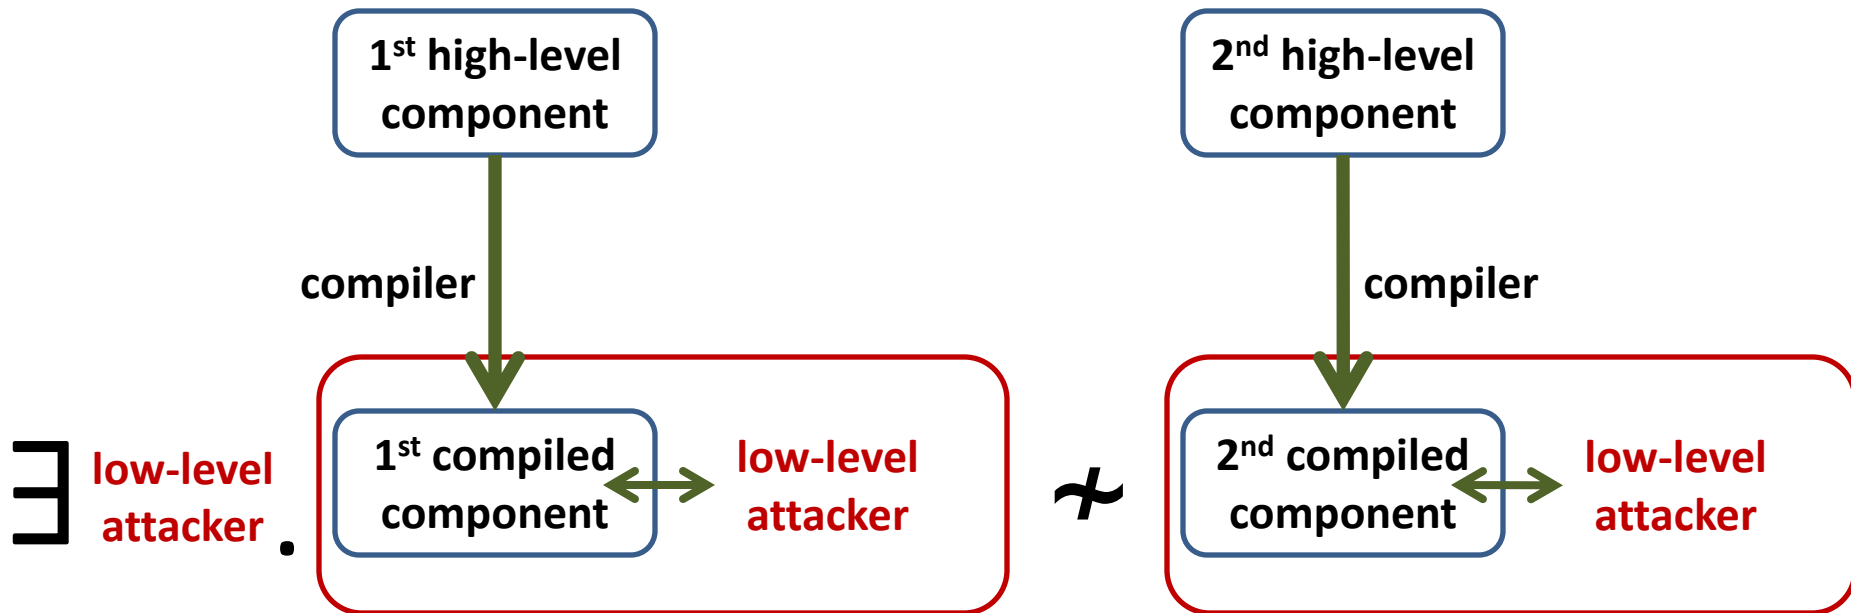 1st high-level
component
2nd high-level
component
compiler
compiler
∃ low-level
attacker.
1st compiled
component
low-level
attacker
≁
2nd compiled
component
low-level
attacker